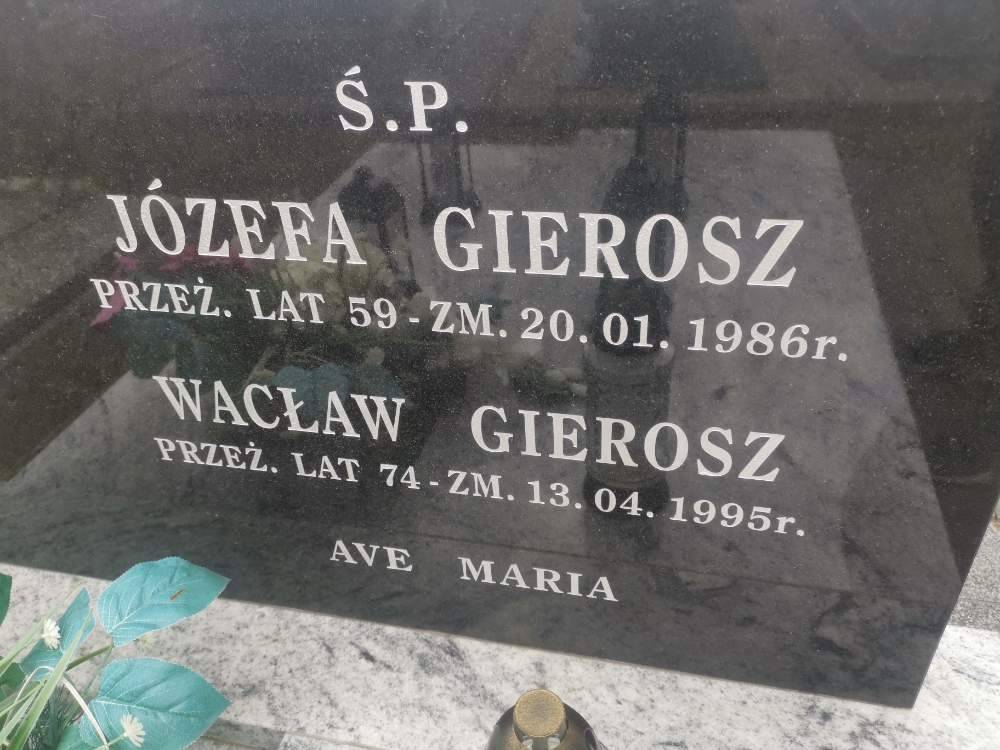 Ś.P.
JÓZEFA GIEROSZ
PRZEŻ. LAT 59 - ZM. 20. 01. 1986r.
WACŁAW GIEROSZ
PRZEŻ. LAT 74 - ZM. 13. 04. 1995r.
AVE MARIA